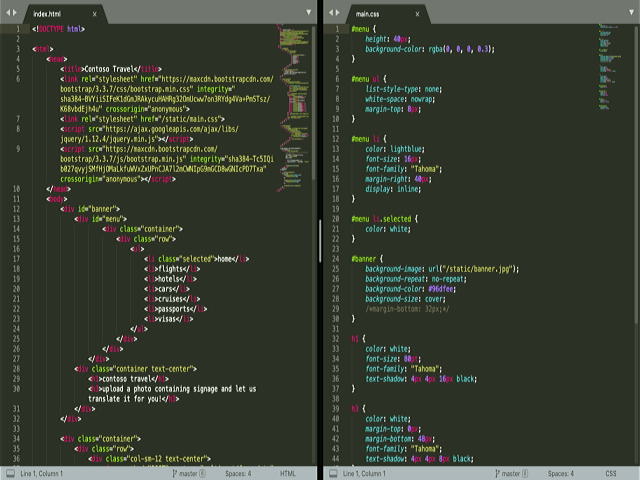 index.html
1 <!DOCTYPE html>
2
3 <html>
4 <head>
5 <title>Contoso Travel</title>
6 <link rel="stylesheet" href="https://maxcdn.bootstrapcdn.com/
bootstrap/3.3.7/css/bootstrap.min.css" integrity="
crossorigin="anonymous">
7 <link rel="stylesheet" href="/static/main.css">
8 <script src="https://ajax.googleapis.com/ajax/libs/
jquery/1.12.4/jquery.min.js"></script>
9 <script src="https://maxcdn.bootstrapcdn.com/
bootstrap/3.3.7/js/bootstrap.min.js"
crossorigin="anonymous"></script>
10 </head>
11 <body>
12 <div id="banner">
13 <div id="menu">
14 <div class="container">
15 <div class="row">
16 <ul>
17 <li class="selected">home</li>
18 <li>flights</li>
19 <li>hotels</li>
20 <li>cars</li>
21 <li>cruises</li>
22 <li>passports</li>
23 <li>visas</li>
24 </ul>
25 </div>
26 </div>
27 </div>
28 <div class="container text-center">
29 <h1>contoso travel</h1>
30 <h3>upload a photo containing signage and let us
translate it for you!</h3>
31 </div>
32 </div>
33
34 <div class="container">
35 <div class="row">
36 <div class="col-sm-12 text-center">
Line 1, Column 1
master 6
Spaces: 4
HTML
main.css
1 #menu {
2 height: 40px;
3 background-color: rgba(0, 0, 0, 0.3);
4 }
5
6 #menu ul {
7 list-style-type: none;
8 white-space: nowrap;
9 margin-top: 8px;
10 }
11
12 #menu li {
13 color: lightblue;
14 font-size: 16px;
15 font-family: "Tahoma";
16 margin-right: 40px;
17 display: inline;
18 }
19
20 #menu li.selected {
21 color: white;
22 }
23
24 #banner {
25 background-image: url("/static/banner.jpg");
26 background-repeat: no-repeat;
27 background-color: #96dfee;
28 background-size: cover;
29 /*margin-bottom: 32px;*/
30 }
31
32 h1 {
33 color: white;
34 font-size: 80pt;
35 font-family: "Tahoma";
36 text-shadow: 4px 4px 16px black;
37 }
38
39 h3 {
40 color: white;
41 margin-top: 0px;
42 margin-bottom: 48px;
43 font-family: "Tahoma";
44 text-shadow: 4px 4px 8px black;
Line 1, Column 1
master 6
Spaces: 4
CSS